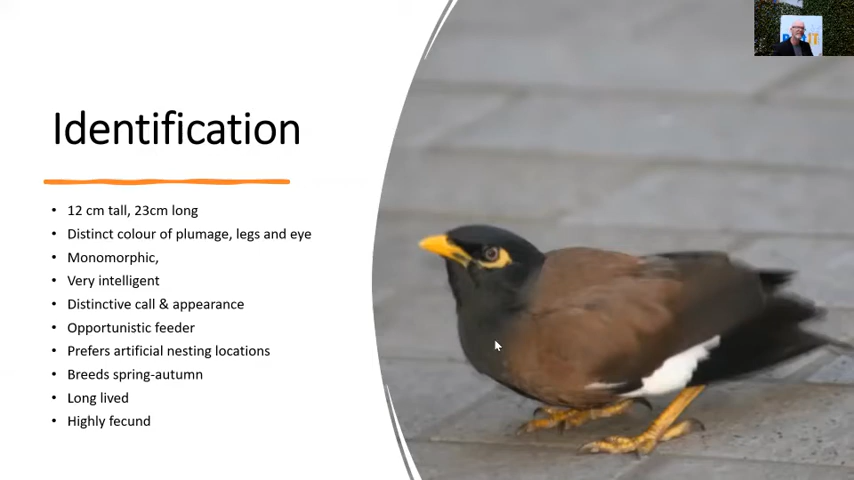 Identification
• 12 cm tall, 23cm long
• Distinct colour of plumage, legs and eye
• Monomorphic,
• Very intelligent
• Distinctive call & appearance
• Opportunistic feeder
• Prefers artificial nesting locations
• Breeds spring-autumn
• Long lived
• Highly fecund